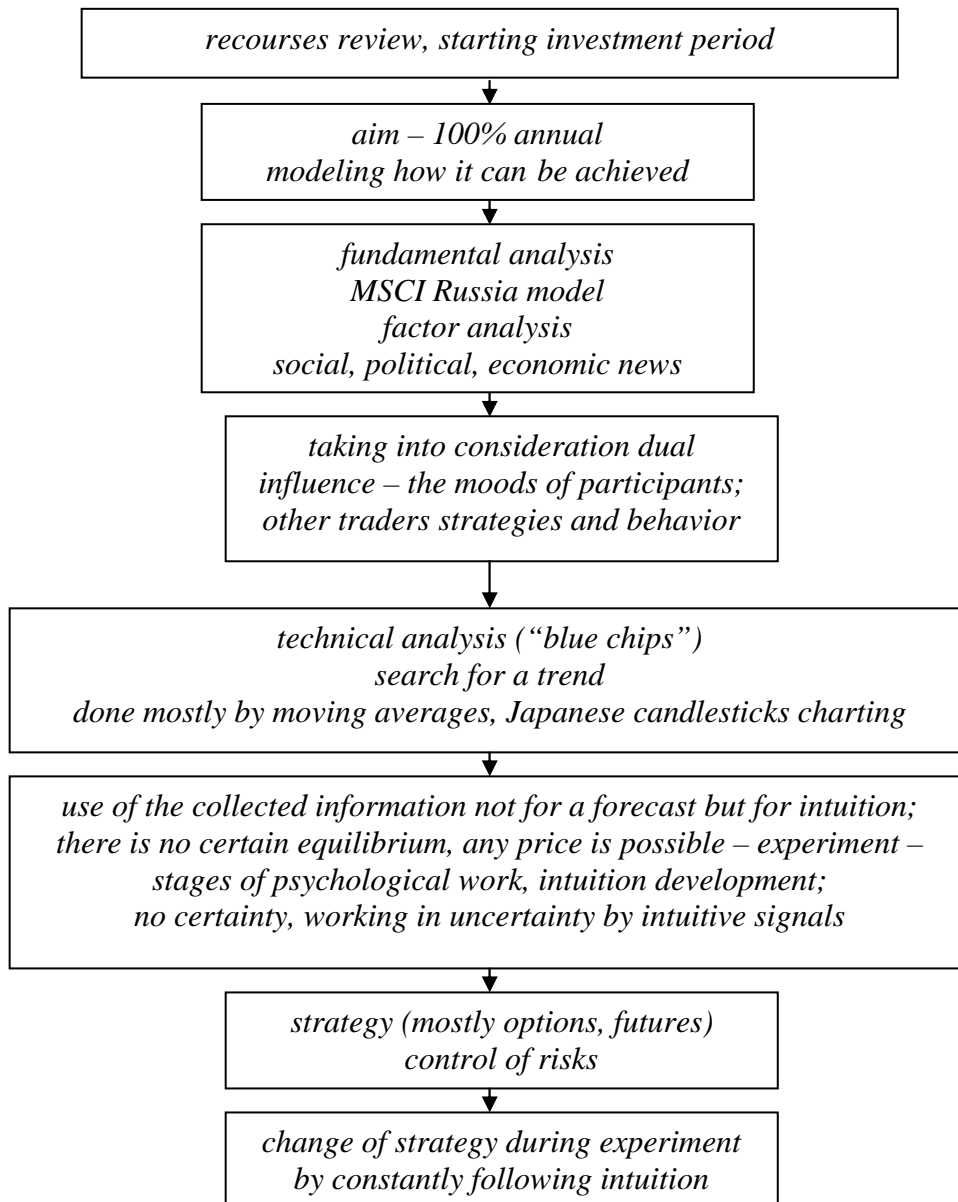 recourses review, starting investment period
aim – 100% annual
modeling how it can be achieved
fundamental analysis
MSCI Russia model
factor analysis
social, political, economic news
taking into consideration dual
influence – the moods of participants;
other traders strategies and behavior
technical analysis (“blue chips”)
search for a trend
done mostly by moving averages, Japanese candlesticks charting
use of the collected information not for a forecast but for intuition;
there is no certain equilibrium, any price is possible – experiment –
stages of psychological work, intuition development;
no certainty, working in uncertainty by intuitive signals
strategy (mostly options, futures)
control of risks
change of strategy during experiment
by constantly following intuition